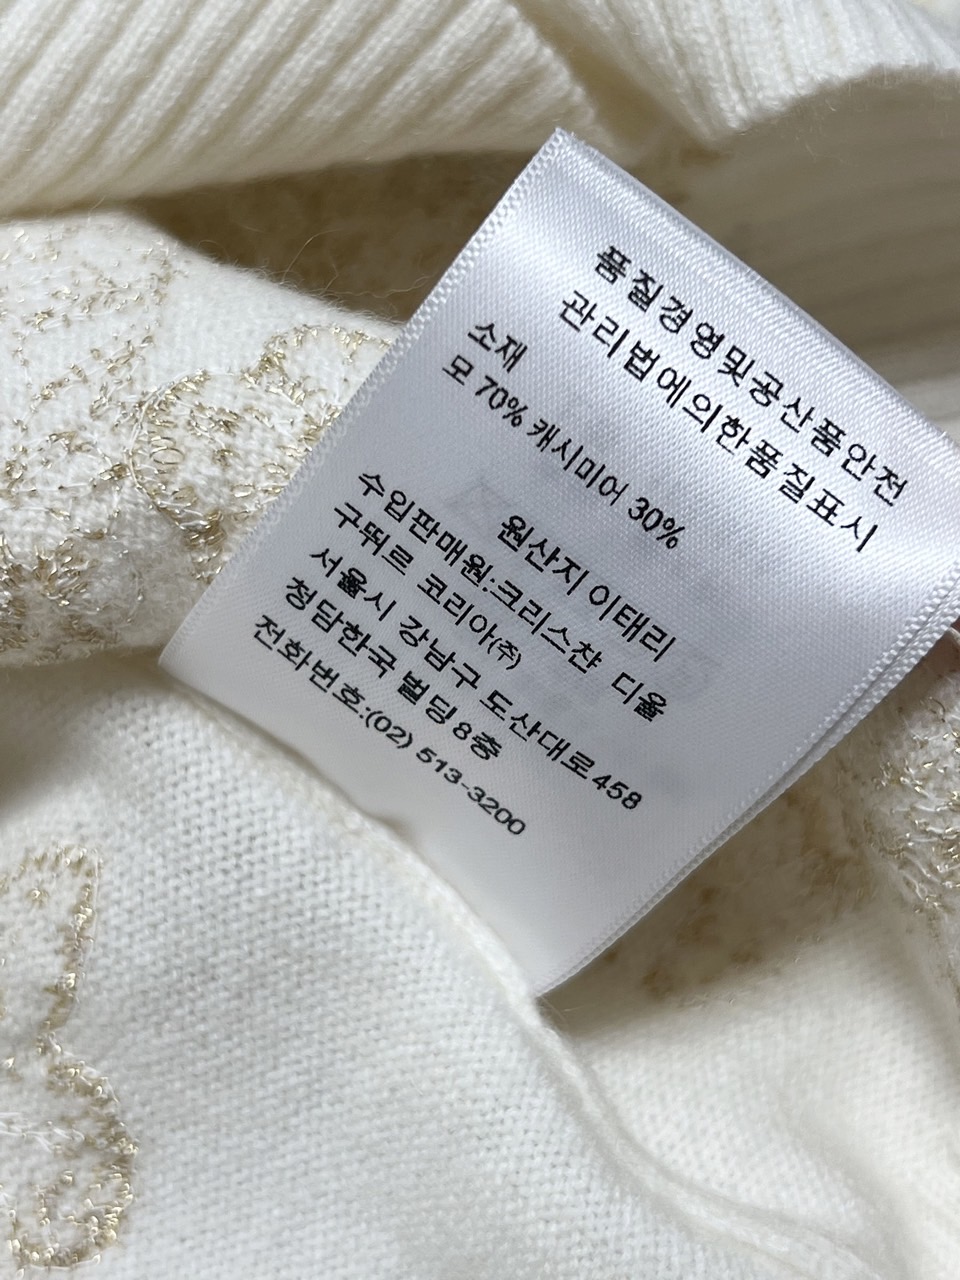 품질경영및공산품안전
관리법에의한품질표시
소재
모 70% 캐시미어 30%
원산지 이태리
수입판매원:크리스챤 디올
구뛰르 코리아(주)
서울시 강남구 도산대로458
청담한국 빌딩 8층
전화번호:(02) 513-3200